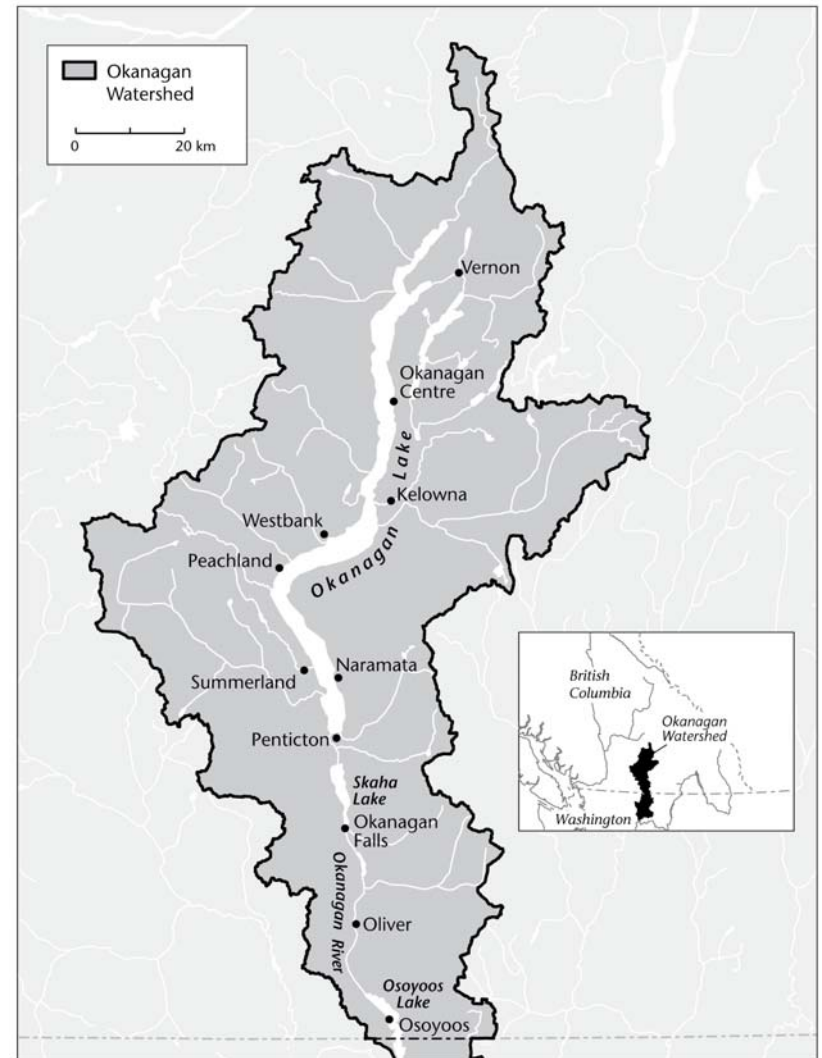 Okanagan
Watershed
0
20 km
Vernon
Okanagan
Centre
Okanagan Lake
Kelowna
Westbank
Peachland
Summerland
Naramata
Penticton
Skaha
Lake
Okanagan
Falls
Okanagan River
Oliver
Osoyoos
Lake
Osoyoos
British
Columbia
Okanagan
Watershed
Washington